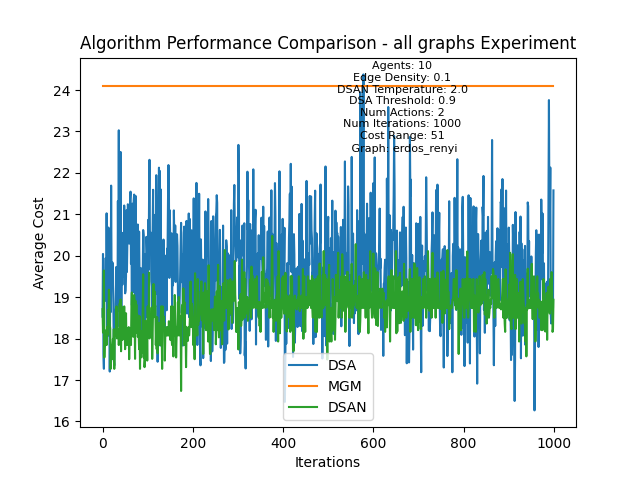 Algorithm Performance Comparison - all graphs Experiment
Agents: 10
Edge Density: 0.1
DSAN Temperature: 2.0
DSA Threshold: 0.9
Num Actions: 2
Num Iterations: 1000
Cost Range: 51
Graph: erdos_renyi
Average Cost
24
23
22
21
20
19
18
17
16
DSA
MGM
DSAN
0
200
400
600
800
1000
Iterations